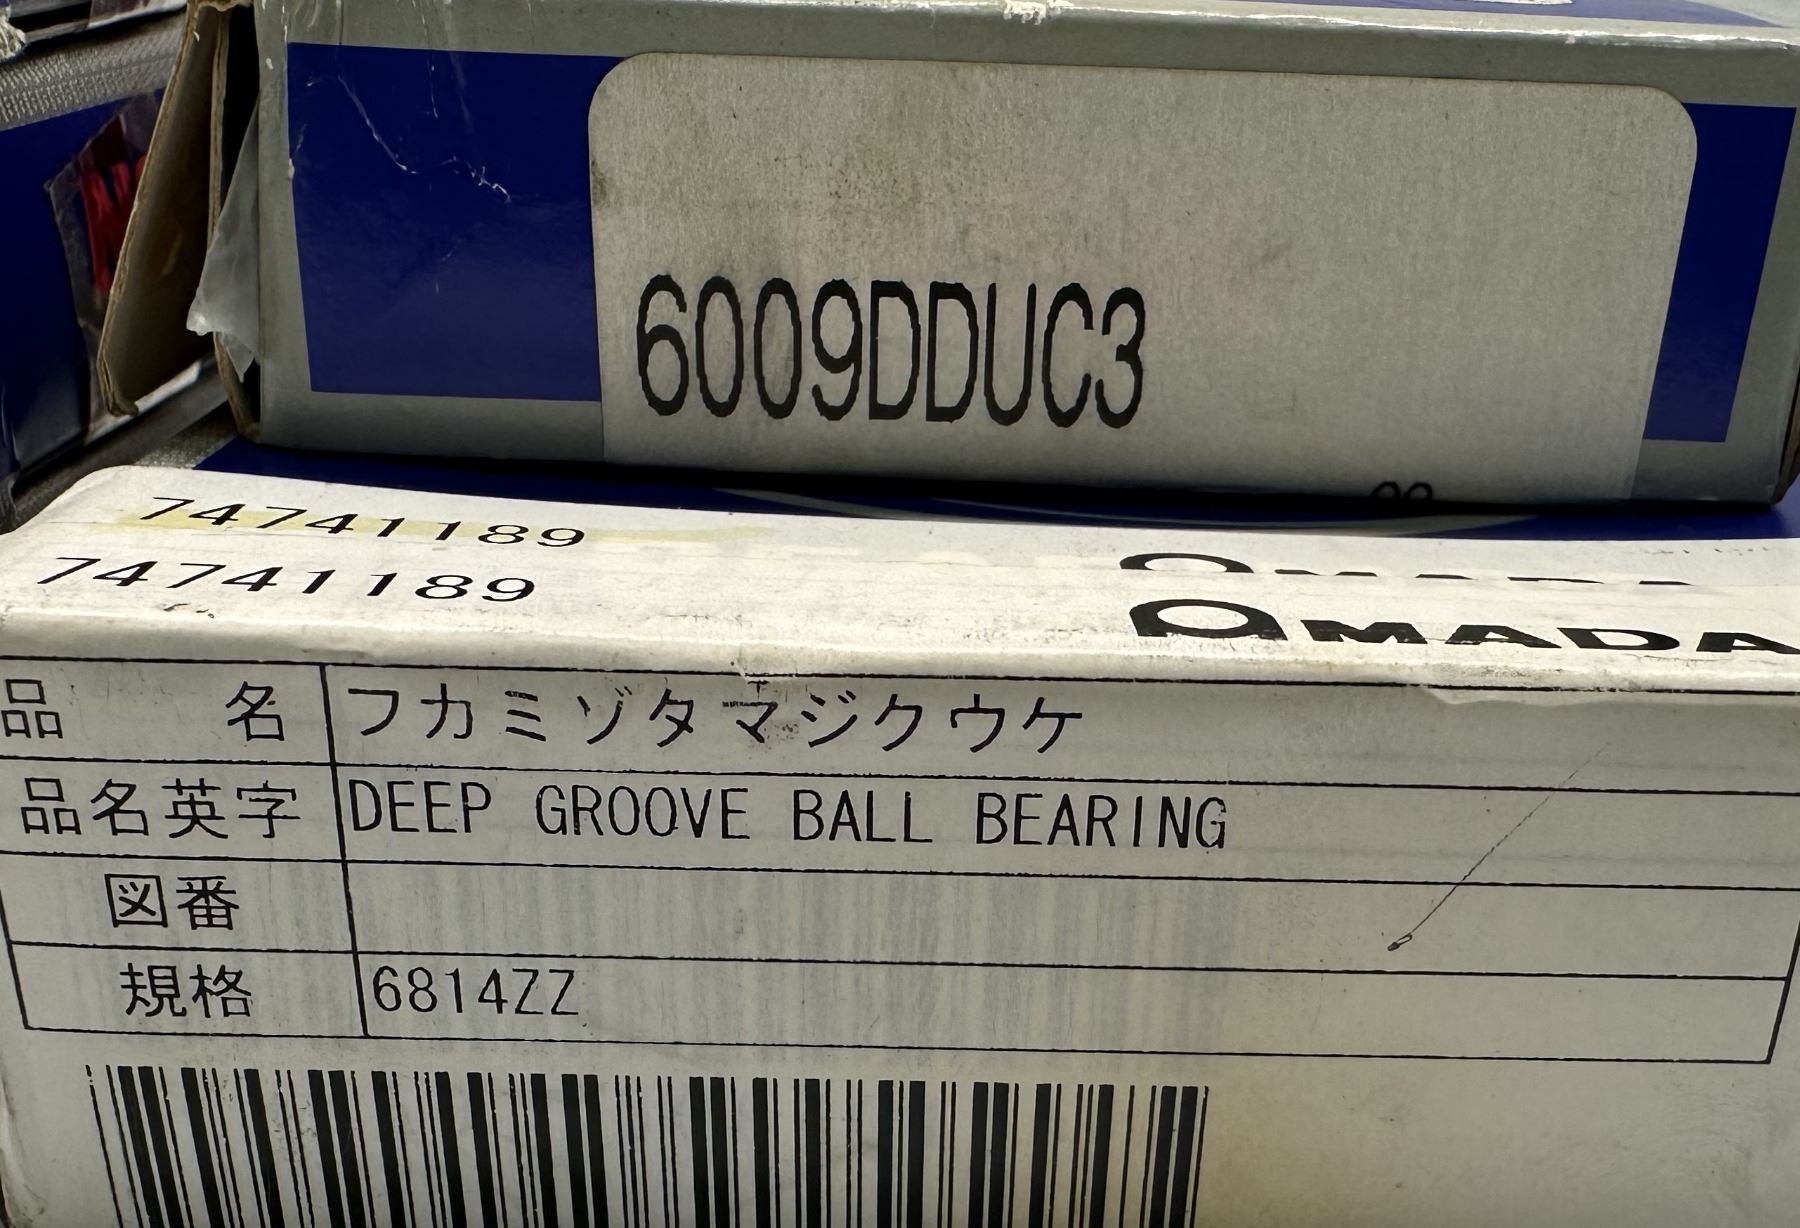 6009DDUC3
74741189
74741189
AMADA
品 名 フカミゾタマジクウケ
品名英字 DEEP GROOVE BALL BEARING
図番
規格 6814ZZ